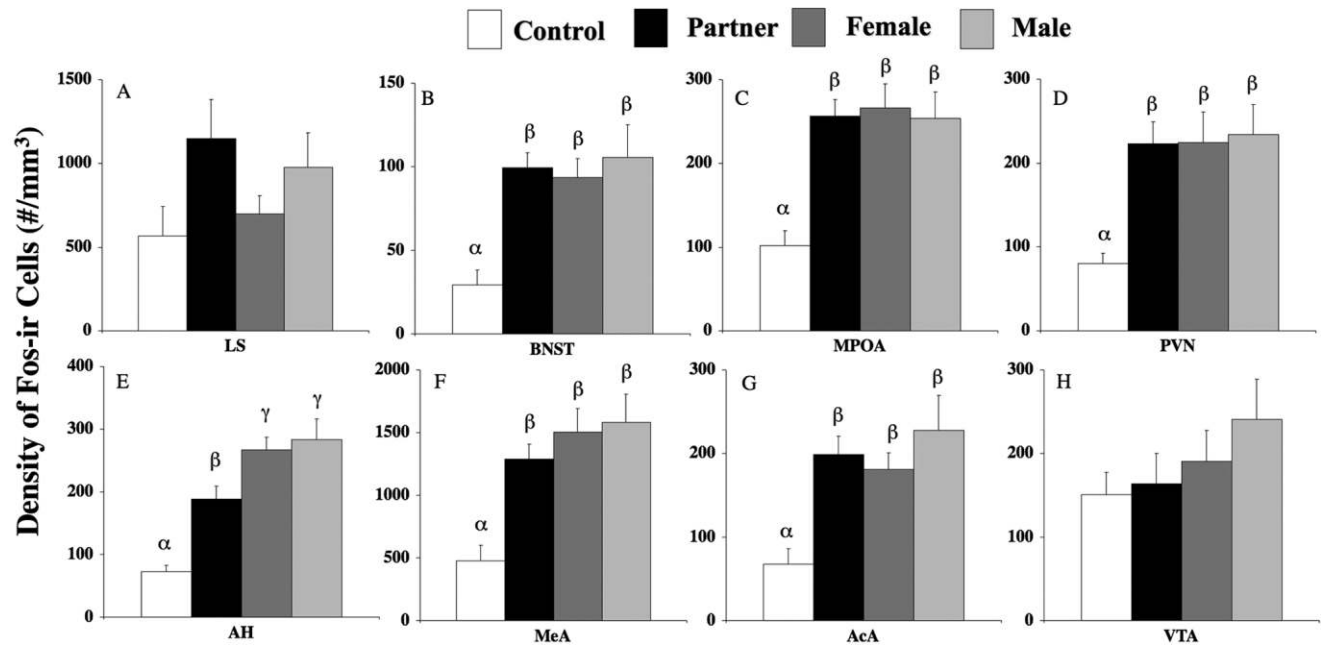 Control Partner Female Male
Density of Fos-ir Cells (#/mm³)
A
1500
1000
500
0
LS
B
150
100
50
0
α β β β
BNST
C
300
200
100
0
α β β β
MPOA
D
300
200
100
0
α β β β
PVN
E
400
300
200
100
0
α β γ γ
AH
F
2000
1500
1000
500
0
α β β β
MeA
G
300
200
100
0
α β β β
AcA
H
300
200
100
0
VTA